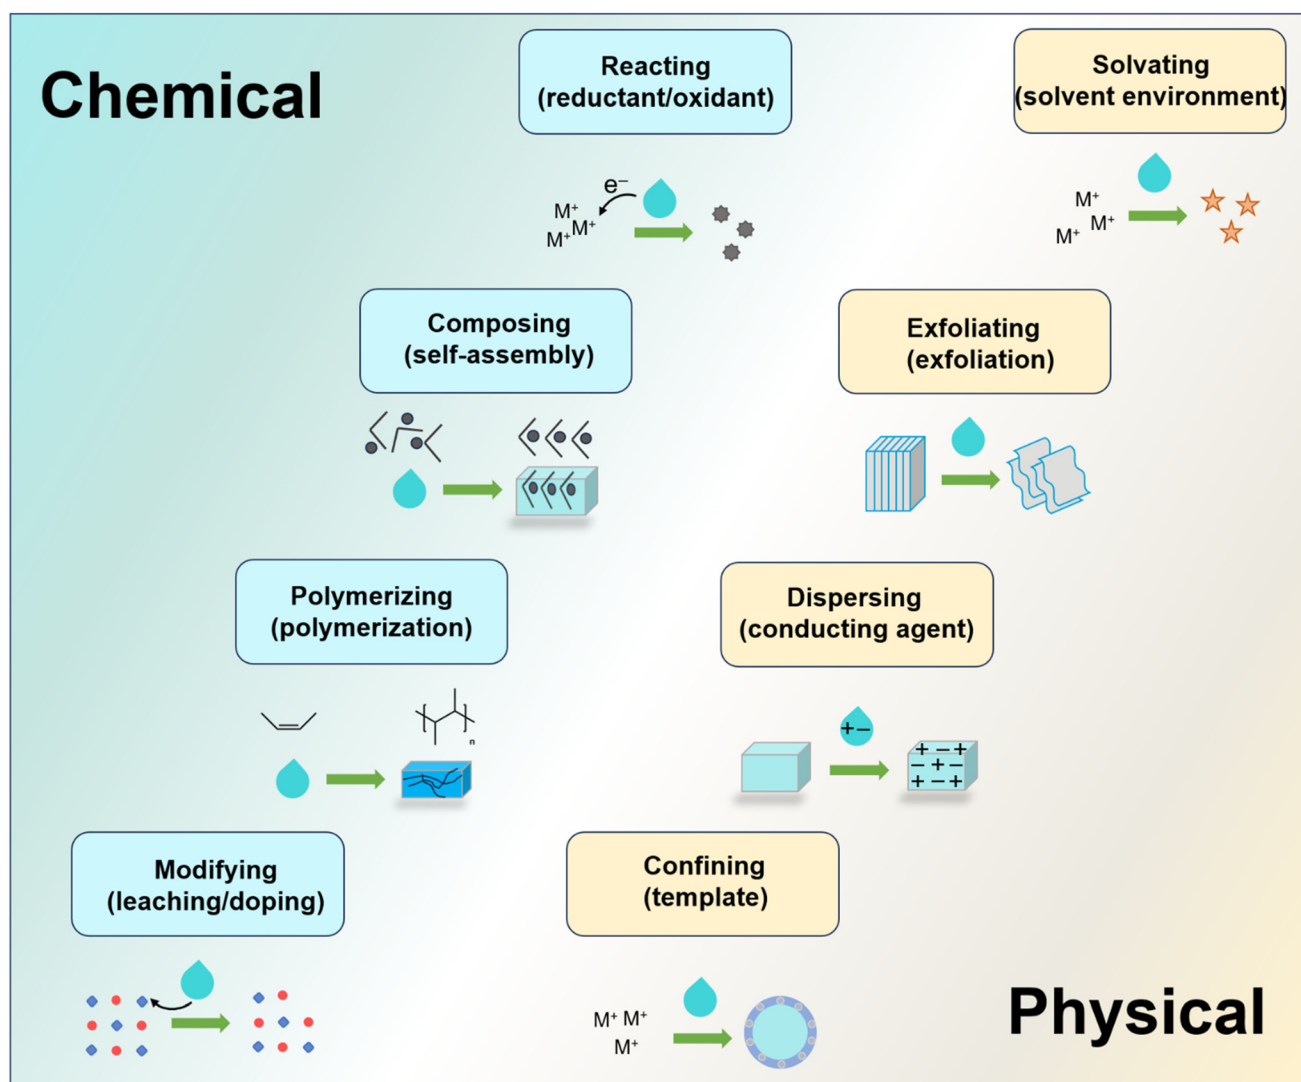 Chemical
Reacting
(reductant/oxidant)
e⁻
M⁺
M⁺
M⁺
Solvating
(solvent environment)
M⁺
M⁺
M⁺
Composing
(self-assembly)
Exfoliating
(exfoliation)
Polymerizing
(polymerization)
n
Dispersing
(conducting agent)
+−
+ − +
− + −
+ − +
Modifying
(leaching/doping)
Confining
(template)
M⁺ M⁺
M⁺
Physical